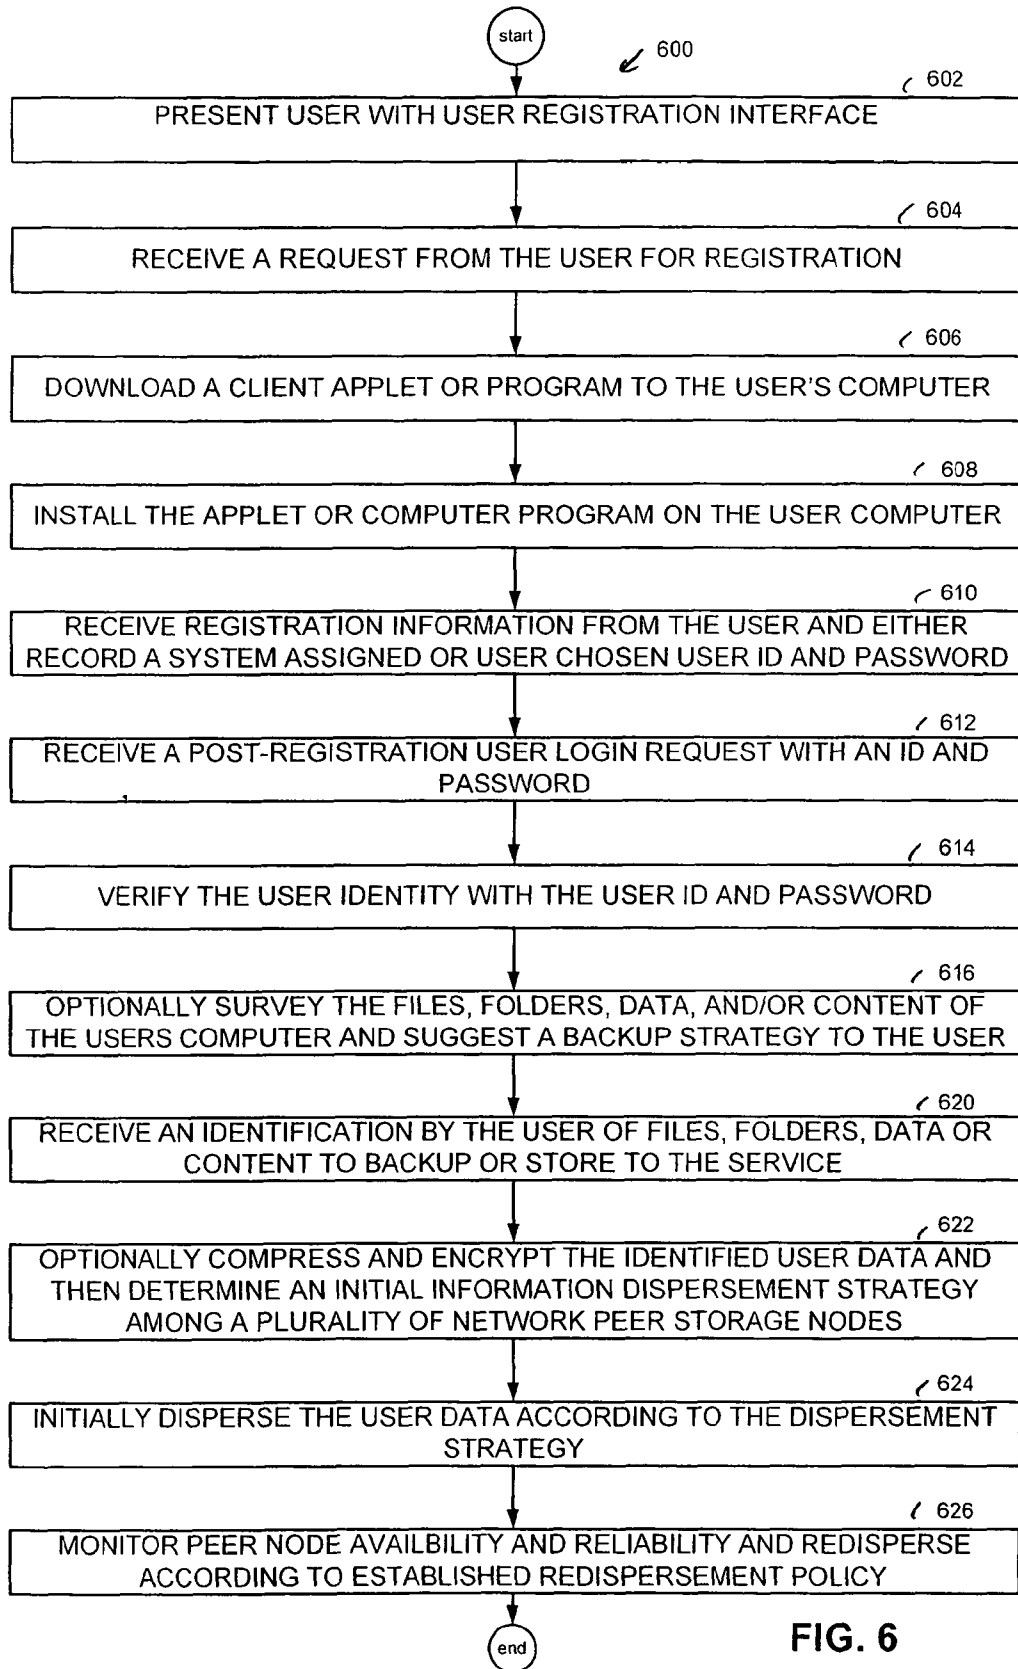 start
600
602
PRESENT USER WITH USER REGISTRATION INTERFACE
604
RECEIVE A REQUEST FROM THE USER FOR REGISTRATION
606
DOWNLOAD A CLIENT APPLET OR PROGRAM TO THE USER'S COMPUTER
608
INSTALL THE APPLET OR COMPUTER PROGRAM ON THE USER COMPUTER
610
RECEIVE REGISTRATION INFORMATION FROM THE USER AND EITHER
RECORD A SYSTEM ASSIGNED OR USER CHOSEN USER ID AND PASSWORD
612
RECEIVE A POST-REGISTRATION USER LOGIN REQUEST WITH AN ID AND
PASSWORD
614
VERIFY THE USER IDENTITY WITH THE USER ID AND PASSWORD
616
OPTIONALLY SURVEY THE FILES, FOLDERS, DATA, AND/OR CONTENT OF
THE USERS COMPUTER AND SUGGEST A BACKUP STRATEGY TO THE USER
620
RECEIVE AN IDENTIFICATION BY THE USER OF FILES, FOLDERS, DATA OR
CONTENT TO BACKUP OR STORE TO THE SERVICE
622
OPTIONALLY COMPRESS AND ENCRYPT THE IDENTIFIED USER DATA AND
THEN DETERMINE AN INITIAL INFORMATION DISPERSEMENT STRATEGY
AMONG A PLURALITY OF NETWORK PEER STORAGE NODES
624
INITIALLY DISPERSE THE USER DATA ACCORDING TO THE DISPERSEMENT
STRATEGY
626
MONITOR PEER NODE AVAILBILITY AND RELIABILITY AND REDISPERSE
ACCORDING TO ESTABLISHED REDISPERSEMENT POLICY
end
FIG. 6